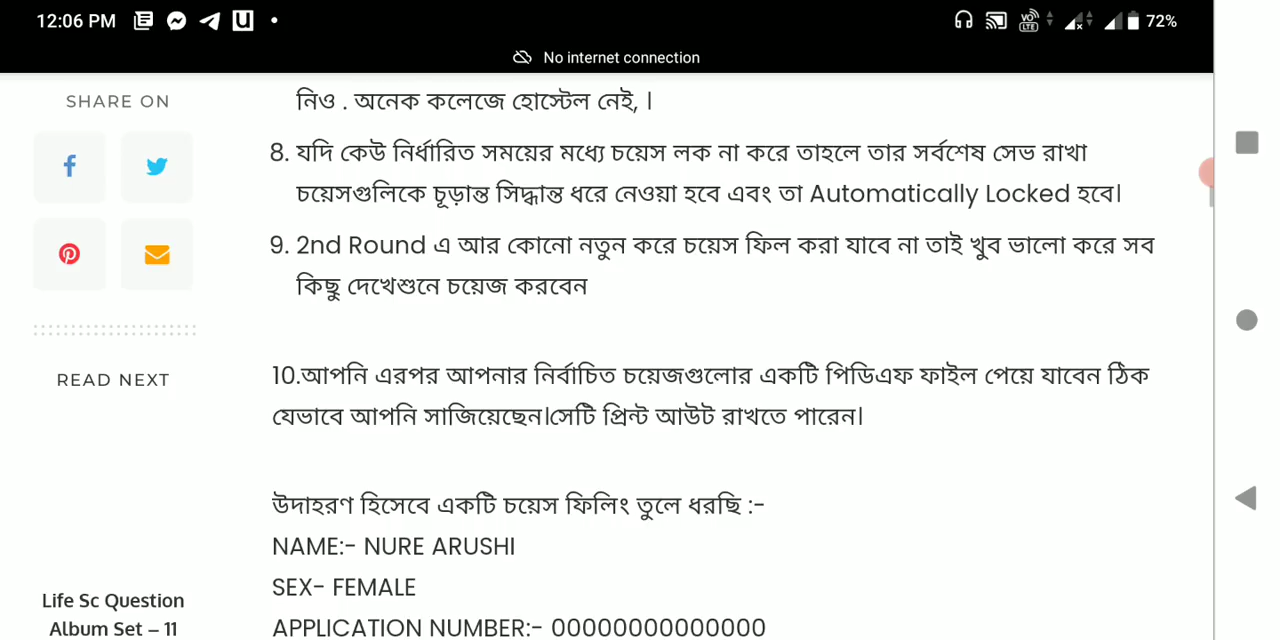 12:06 PM
72%
No internet connection
SHARE ON
নিও . অনেক কলেজে হোস্টেল নেই, ।
8. যদি কেউ নির্ধারিত সময়ের মধ্যে চয়েস লক না করে তাহলে তার সর্বশেষ সেভ রাখা
চয়েসগুলিকে চূড়ান্ত সিদ্ধান্ত ধরে নেওয়া হবে এবং তা Automatically Locked হবে।
9. 2nd Round এ আর কোনো নতুন করে চয়েস ফিল করা যাবে না তাই খুব ভালো করে সব
কিছু দেখেশুনে চয়েজ করবেন
READ NEXT
10.আপনি এরপর আপনার নির্বাচিত চয়েজগুলোর একটি পিডিএফ ফাইল পেয়ে যাবেন ঠিক
যেভাবে আপনি সাজিয়েছেন।সেটি প্রিন্ট আউট রাখতে পারেন।
উদাহরণ হিসেবে একটি চয়েস ফিলিং তুলে ধরছি :-
NAME:- NURE ARUSHI
SEX- FEMALE
APPLICATION NUMBER:- 00000000000000
Life Sc Question
Album Set – 11